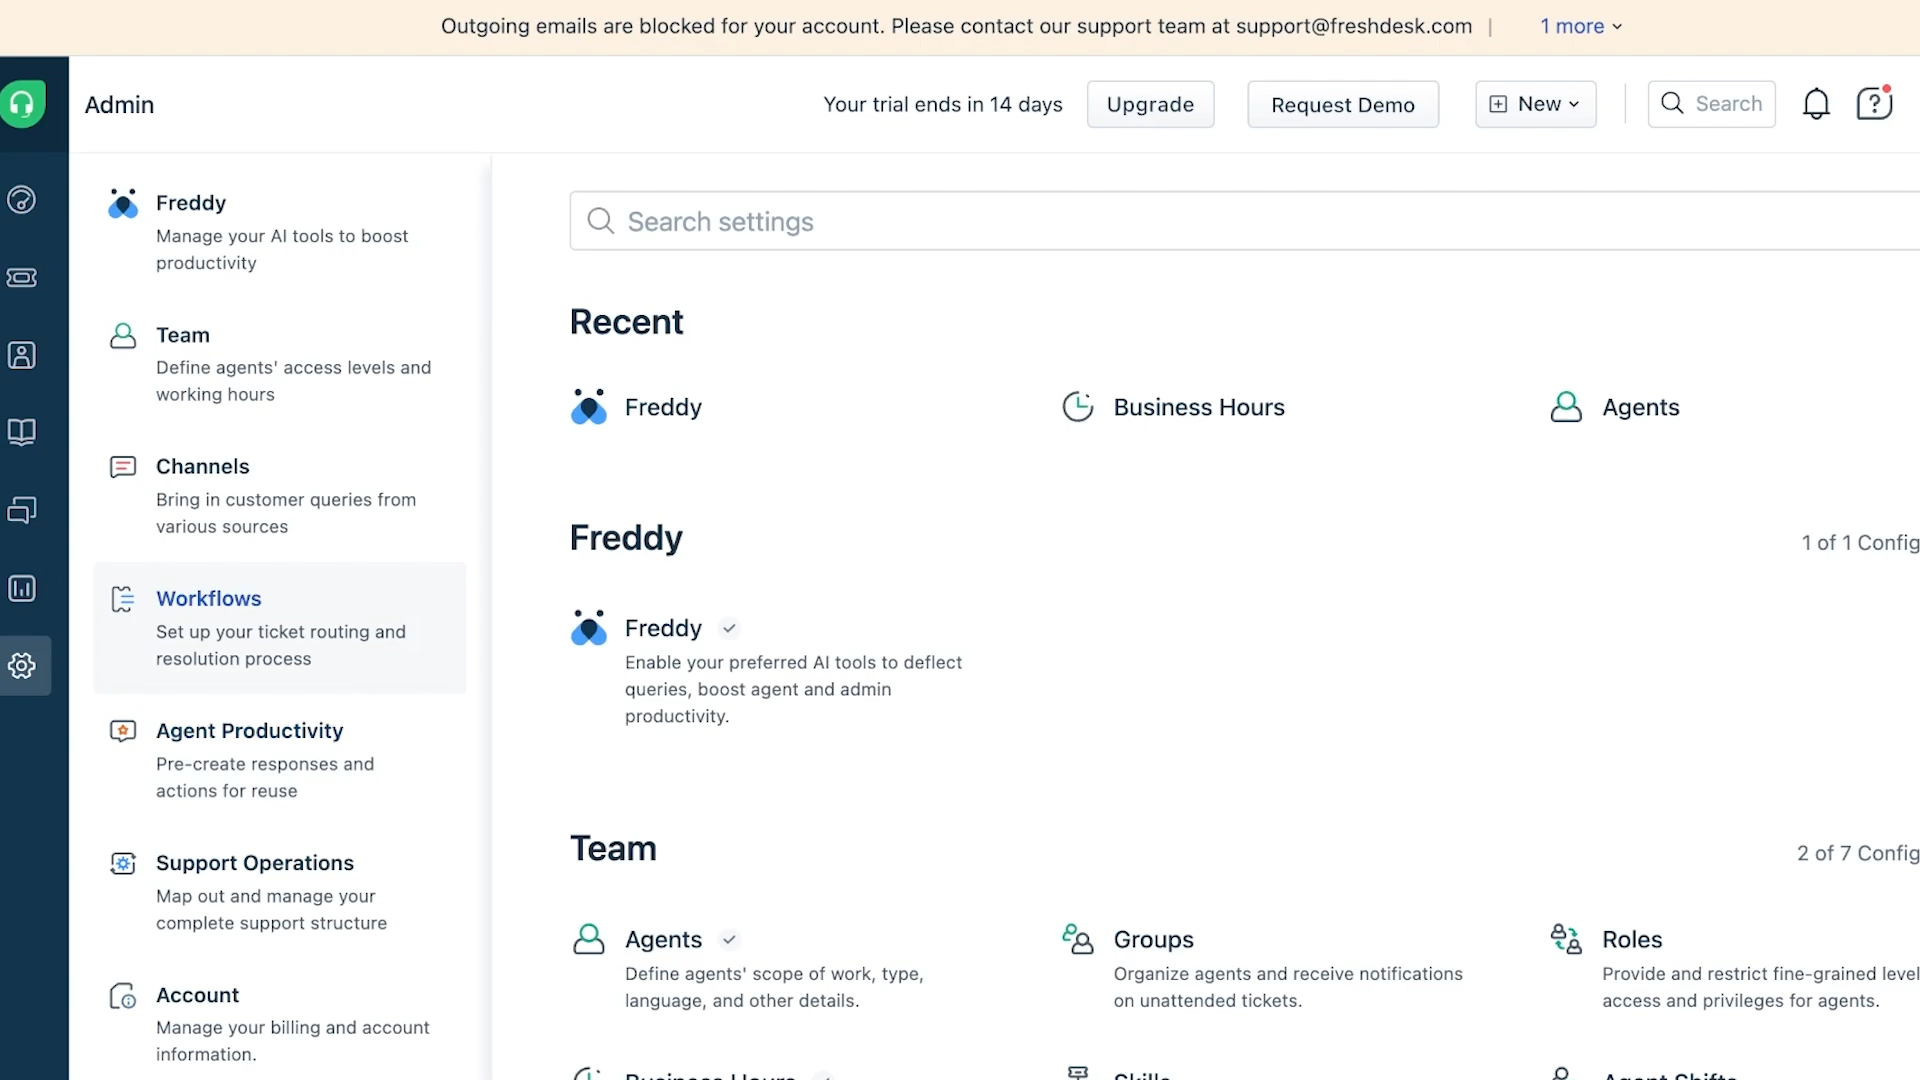 Outgoing emails are blocked for your account. Please contact our support team at support@freshdesk.com | 1 more
Admin
Your trial ends in 14 days
Upgrade
Request Demo
New
Search
Freddy
Manage your AI tools to boost
productivity
Team
Define agents' access levels and
working hours
Channels
Bring in customer queries from
various sources
Workflows
Set up your ticket routing and
resolution process
Agent Productivity
Pre-create responses and
actions for reuse
Support Operations
Map out and manage your
complete support structure
Account
Manage your billing and account
information.
Search settings
Recent
Freddy
Business Hours
Agents
Freddy
1 of 1 Config
Freddy
Enable your preferred AI tools to deflect
queries, boost agent and admin
productivity.
Team
2 of 7 Config
Agents
Define agents' scope of work, type,
language, and other details.
Groups
Organize agents and receive notifications
on unattended tickets.
Roles
Provide and restrict fine-grained level
access and privileges for agents.
Business Hours
Skills
Agent Shifts